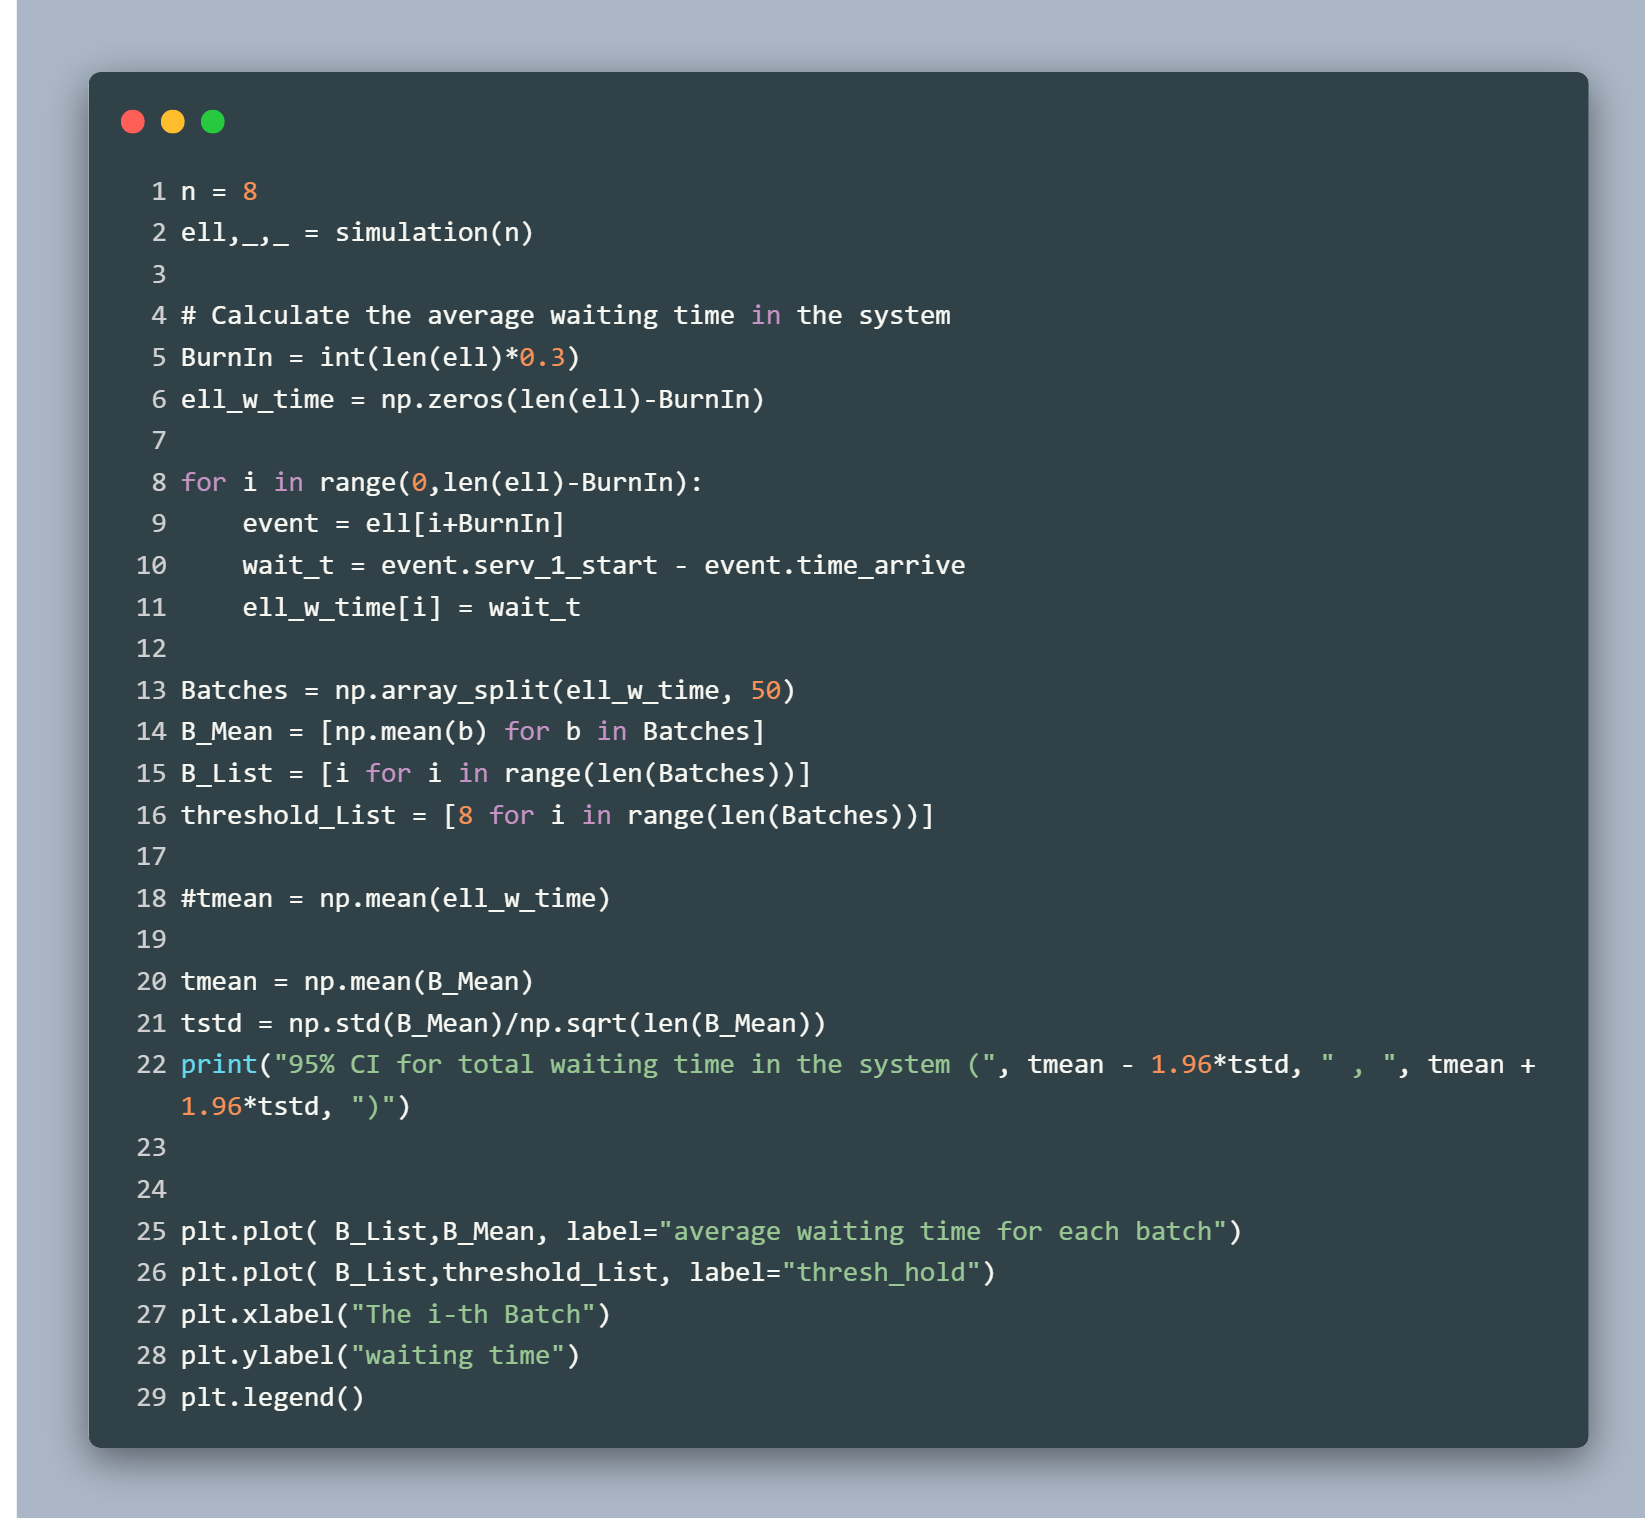 1 n = 8
2 ell,_,_ = simulation(n)
3
4 # Calculate the average waiting time in the system
5 BurnIn = int(len(ell)*0.3)
6 ell_w_time = np.zeros(len(ell)-BurnIn)
7
8 for i in range(0,len(ell)-BurnIn):
9     event = ell[i+BurnIn]
10     wait_t = event.serv_1_start - event.time_arrive
11     ell_w_time[i] = wait_t
12
13 Batches = np.array_split(ell_w_time, 50)
14 B_Mean = [np.mean(b) for b in Batches]
15 B_List = [i for i in range(len(Batches))]
16 threshold_List = [8 for i in range(len(Batches))]
17
18 #tmean = np.mean(ell_w_time)
19
20 tmean = np.mean(B_Mean)
21 tstd = np.std(B_Mean)/np.sqrt(len(B_Mean))
22 print("95% CI for total waiting time in the system (", tmean - 1.96*tstd, " , ", tmean +
1.96*tstd, ")")
23
24
25 plt.plot( B_List,B_Mean, label="average waiting time for each batch")
26 plt.plot( B_List,threshold_List, label="thresh_hold")
27 plt.xlabel("The i-th Batch")
28 plt.ylabel("waiting time")
29 plt.legend()